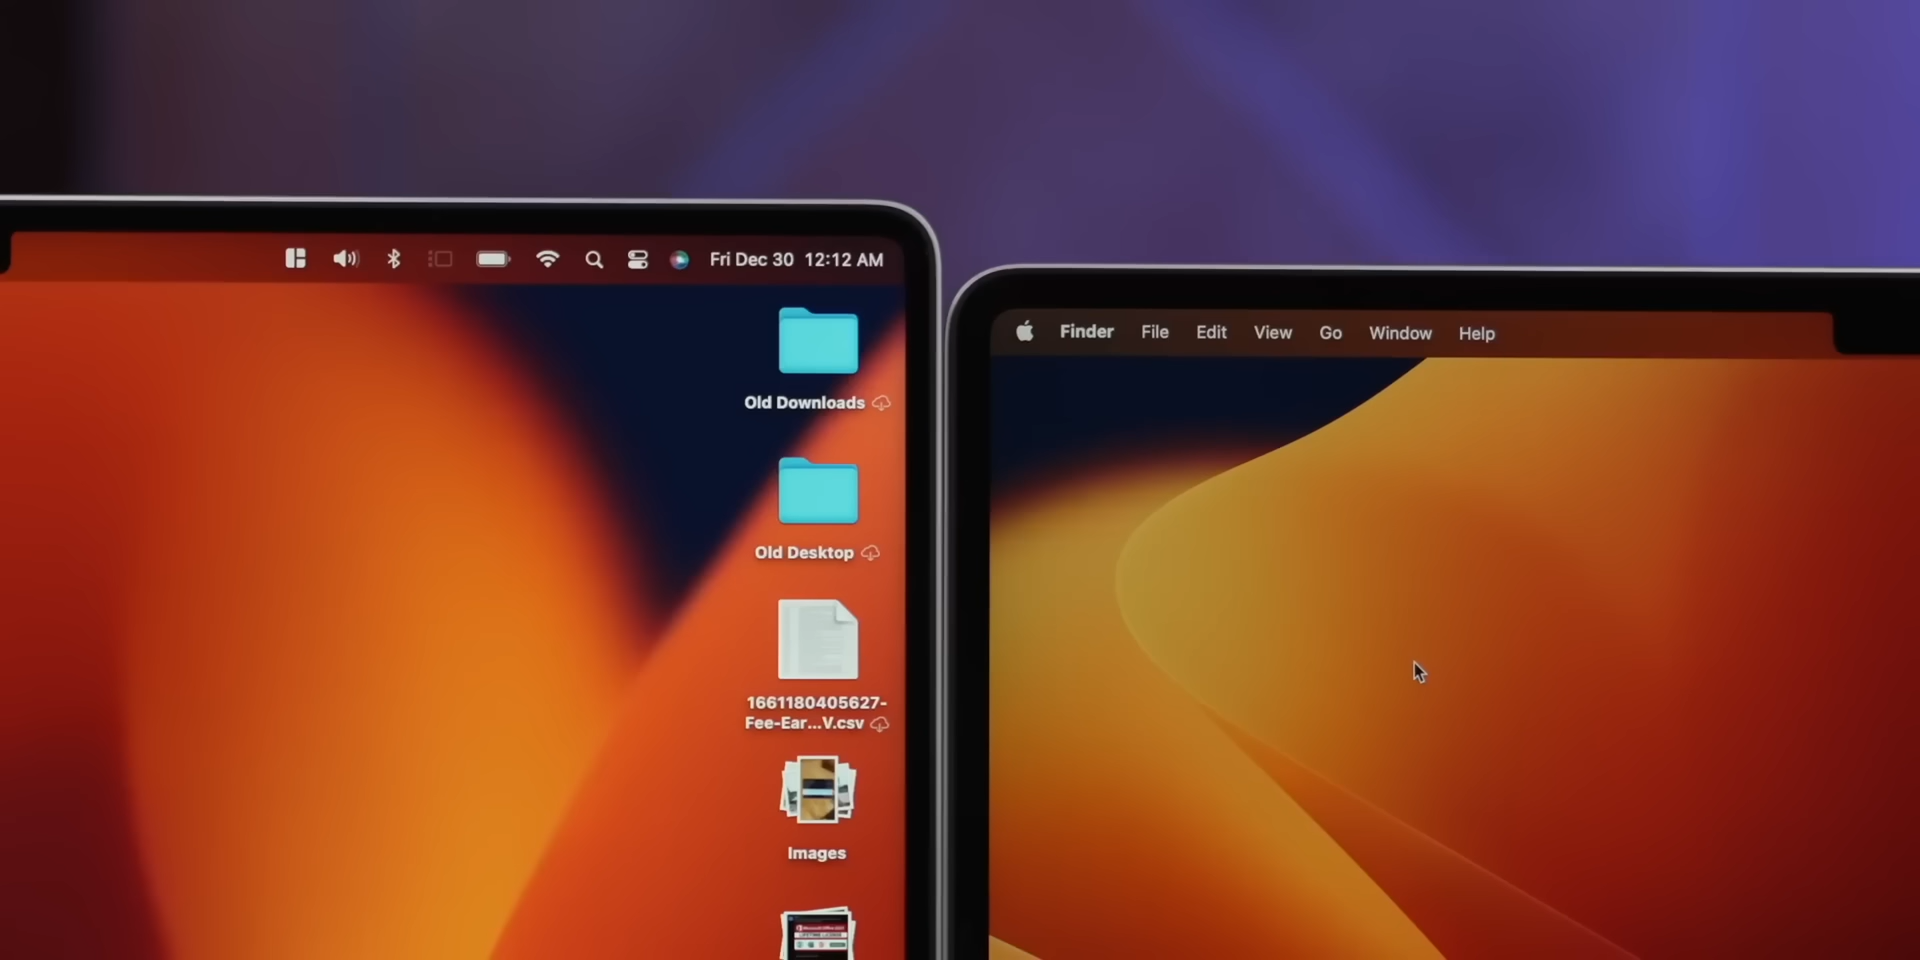 Fri Dec 30 12:12 AM
Old Downloads
Old Desktop
1661180405627-
Fee-Ear...V.csv
Images
Finder File Edit View Go Window Help